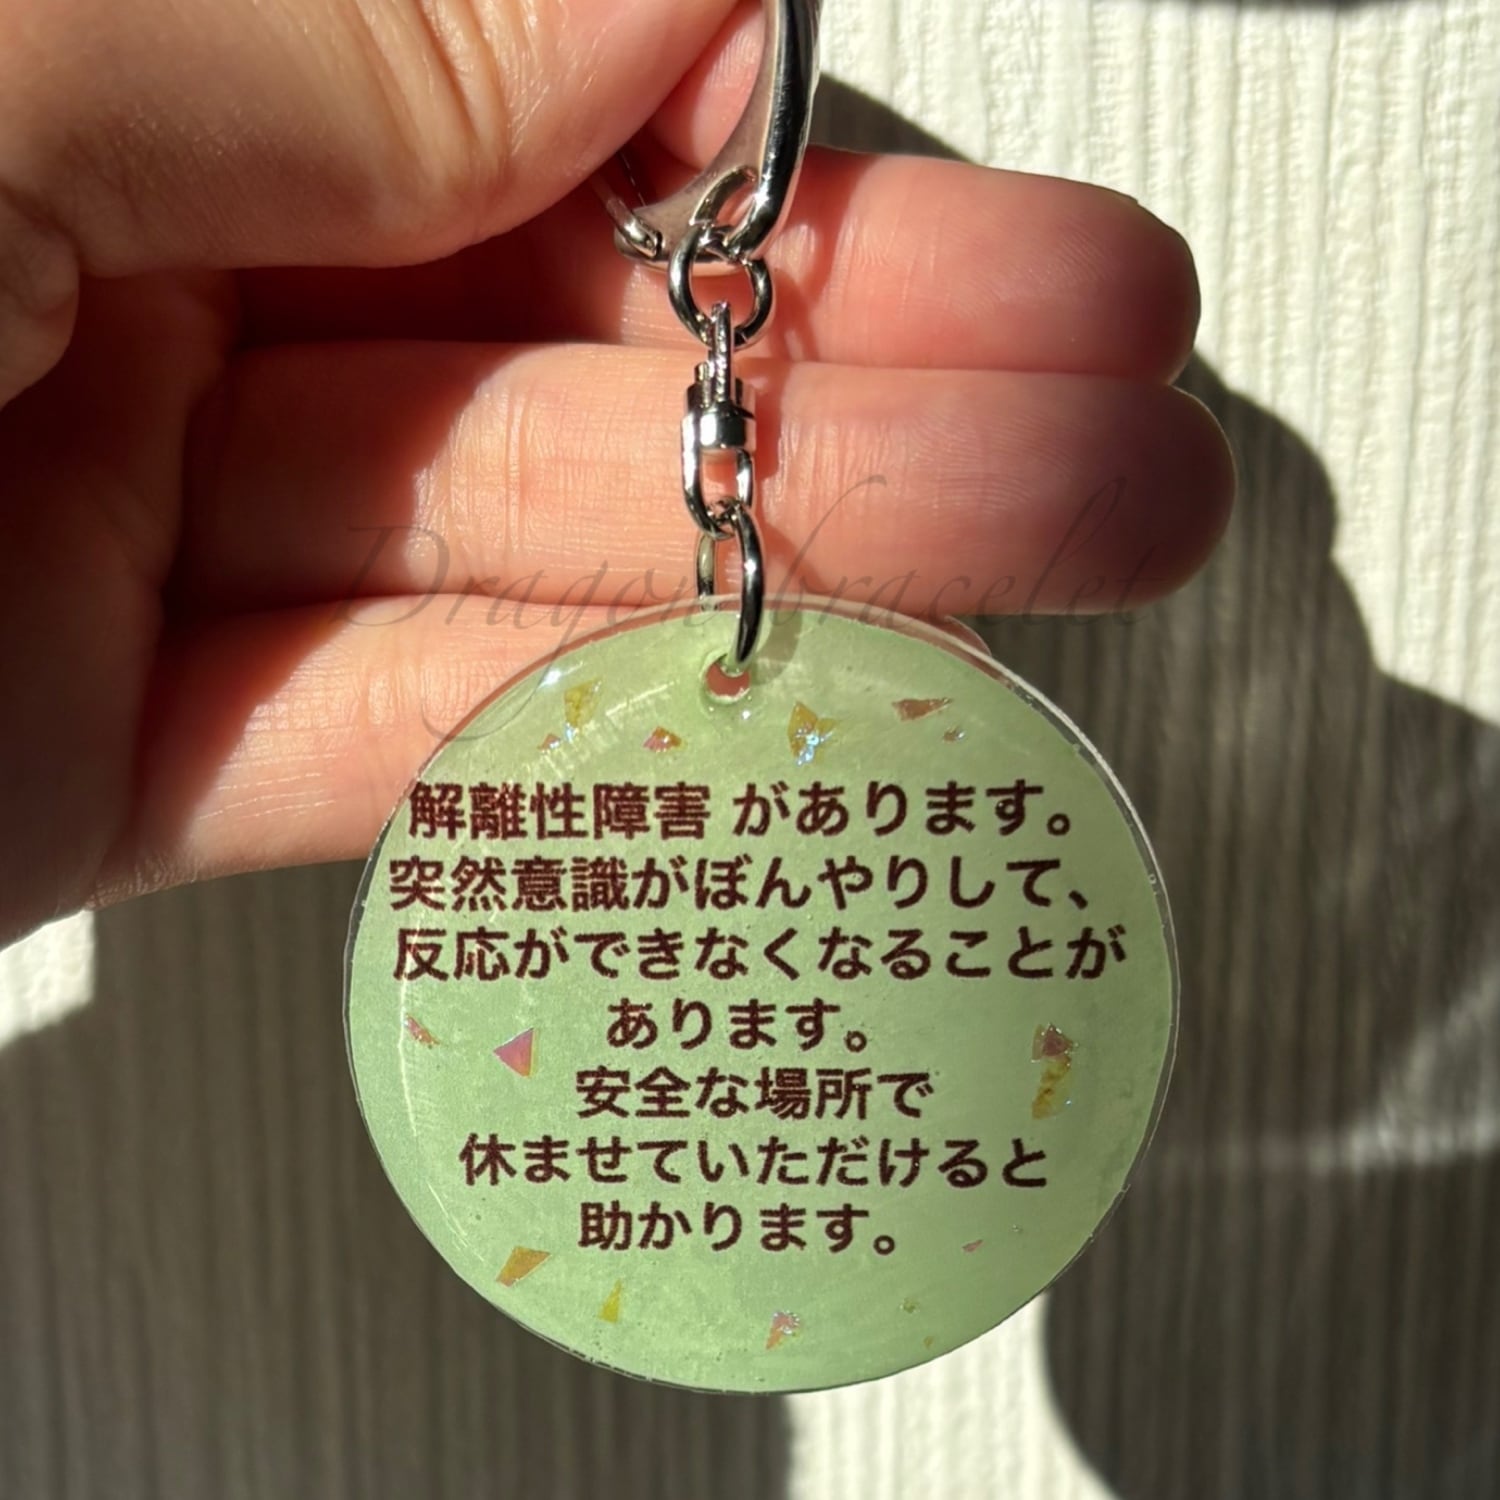 Dragon bracelet
解離性障害 があります。
突然意識がぼんやりして、
反応ができなくなることが
あります。
安全な場所で
休ませていただけると
助かります。